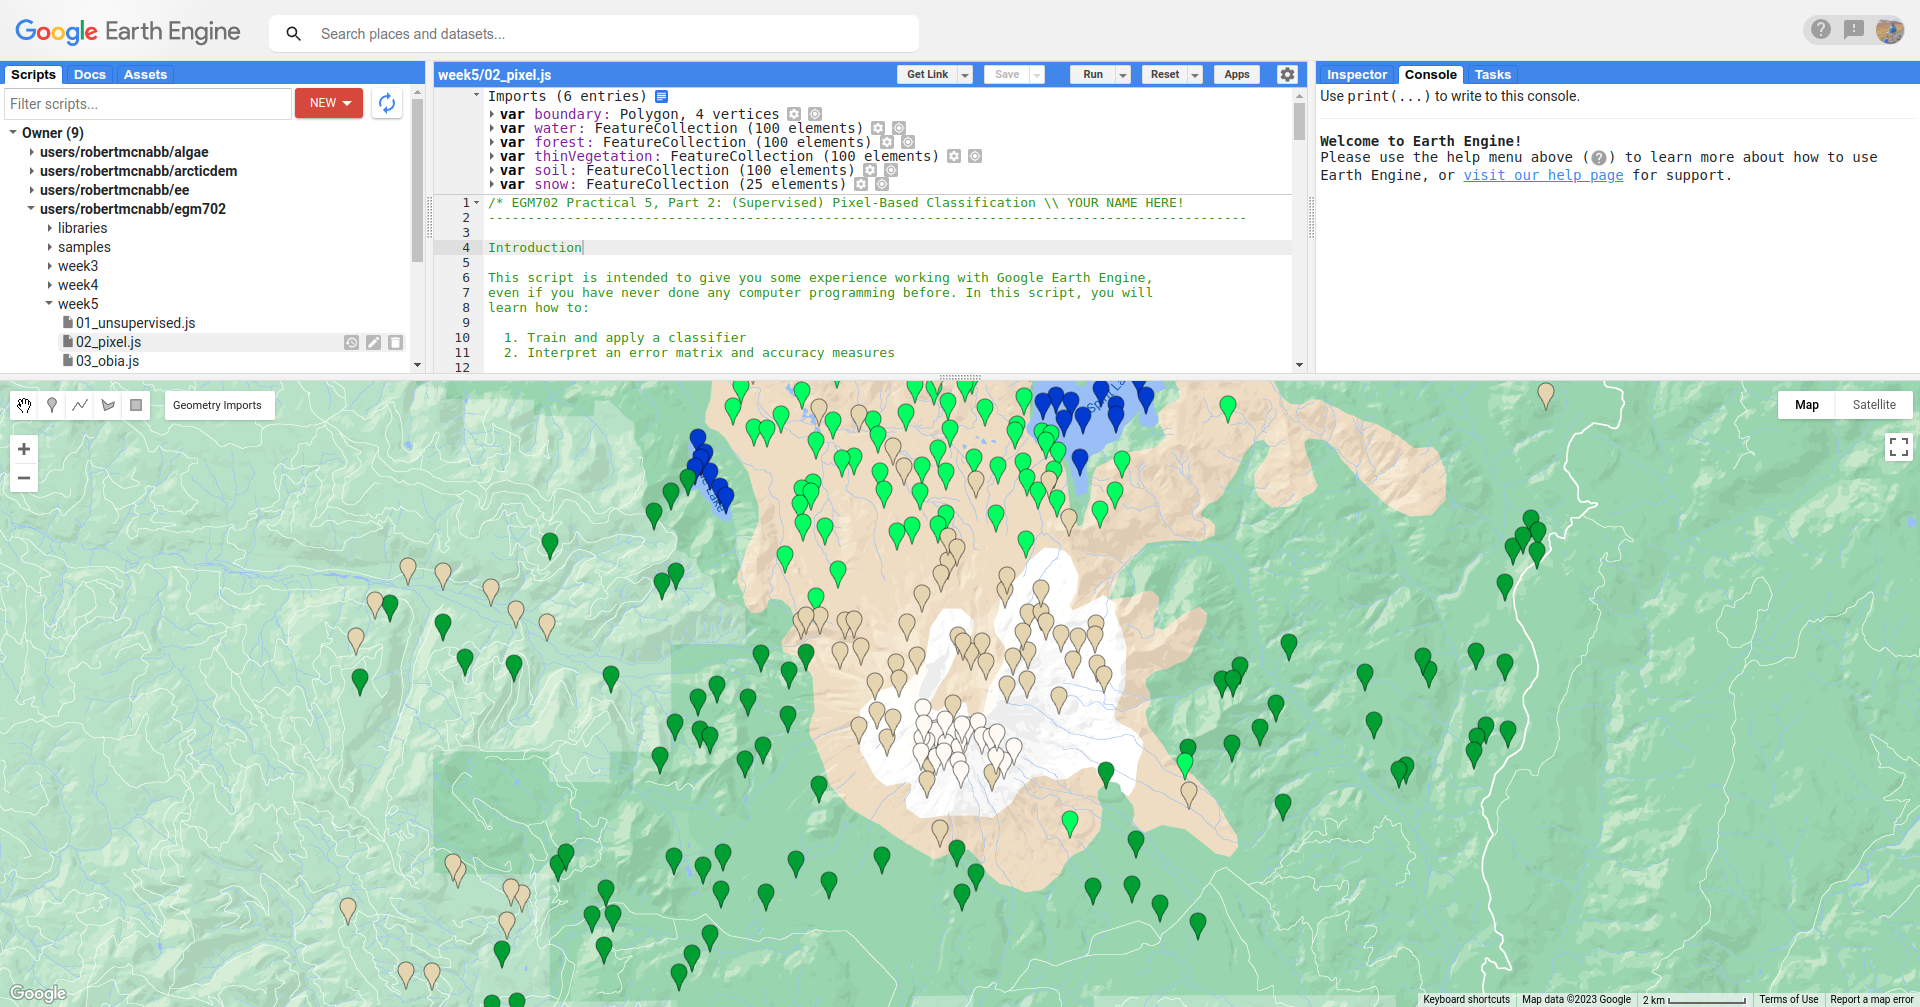 Google Earth Engine
Search places and datasets...
Scripts Docs Assets
Filter scripts...
NEW
Owner (9)
users/robertmcnabb/algae
users/robertmcnabb/arcticdem
users/robertmcnabb/ee
users/robertmcnabb/egm702
libraries
samples
week3
week4
week5
01_unsupervised.js
02_pixel.js
03_obia.js
week5/02_pixel.js
Get Link Save Run Reset Apps
Imports (6 entries)
var boundary: Polygon, 4 vertices
var water: FeatureCollection (100 elements)
var forest: FeatureCollection (100 elements)
var thinVegetation: FeatureCollection (100 elements)
var soil: FeatureCollection (100 elements)
var snow: FeatureCollection (25 elements)
1 /* EGM702 Practical 5, Part 2: (Supervised) Pixel-Based Classification \\ YOUR NAME HERE!
2 -------------------------------------------------------------------------------------------------
3
4 Introduction
5
6 This script is intended to give you some experience working with Google Earth Engine,
7 even if you have never done any computer programming before. In this script, you will
8 learn how to:
9
10 1. Train and apply a classifier
11 2. Interpret an error matrix and accuracy measures
12
Inspector Console Tasks
Use print(...) to write to this console.
Welcome to Earth Engine!
Please use the help menu above (?) to learn more about how to use
Earth Engine, or visit our help page for support.
Geometry Imports
Map Satellite
Google
Keyboard shortcuts Map data ©2023 Google 2 km Terms of Use Report a map error